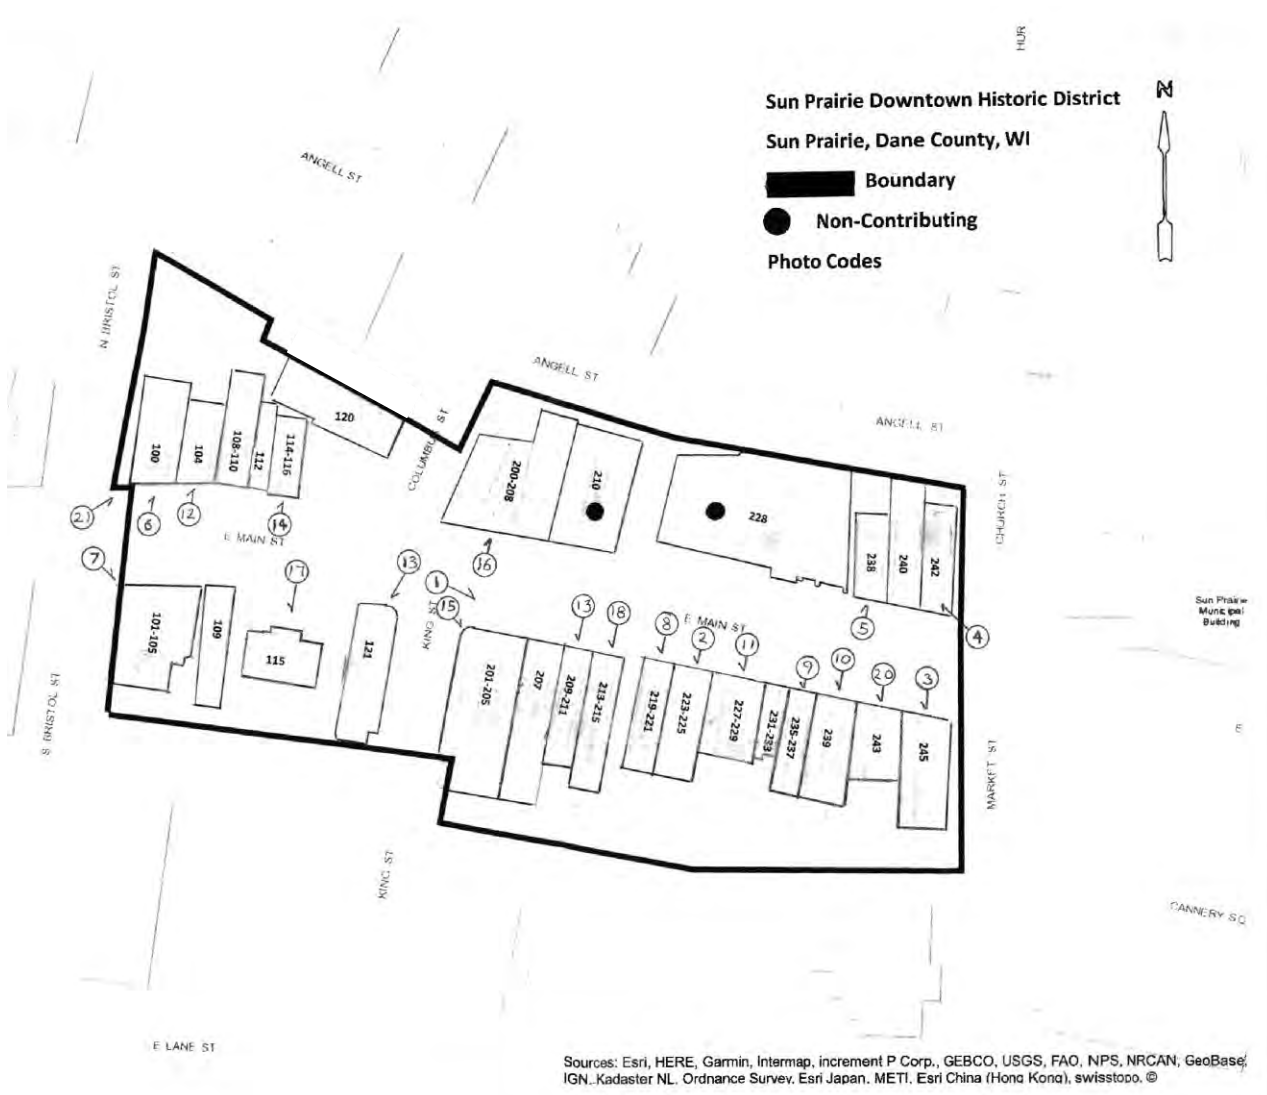 HUR
N
Sun Prairie Downtown Historic District
Sun Prairie, Dane County, WI
Boundary
Non-Contributing
Photo Codes
ANGELL ST
N BRISTOL ST
ANGELL ST
ANGELL ST
COLUMBUS ST
CHURCH ST
120
100
104
108-110
112
114-116
200-208
210
228
238
240
242
21
6
12
14
E MAIN ST
16
7
17
13
1
15
KING ST
13
18
8
E MAIN ST
2
11
9
10
20
3
5
4
Sun Prairie
Municipal
Building
101-105
109
115
121
201-205
207
209-211
213-215
219-221
223-225
227-229
231-233
235-237
239
243
245
S BRISTOL ST
MARKET ST
E
KING ST
CANNERY SQ
E LANE ST
Sources: Esri, HERE, Garmin, Intermap, increment P Corp., GEBCO, USGS, FAO, NPS, NRCAN, GeoBase,
IGN, Kadaster NL, Ordnance Survey, Esri Japan, METI, Esri China (Hong Kong), swisstopo, ©